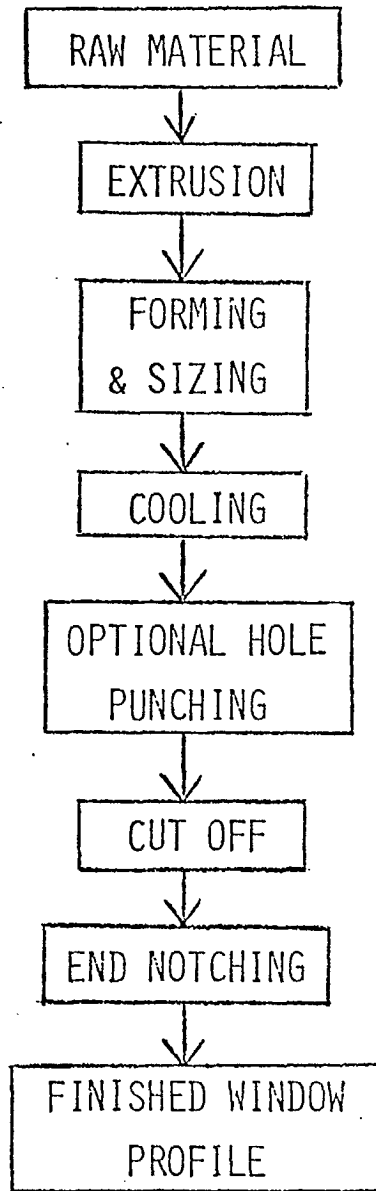 RAW MATERIAL
EXTRUSION
FORMING
& SIZING
COOLING
OPTIONAL HOLE
PUNCHING
CUT OFF
END NOTCHING
FINISHED WINDOW
PROFILE